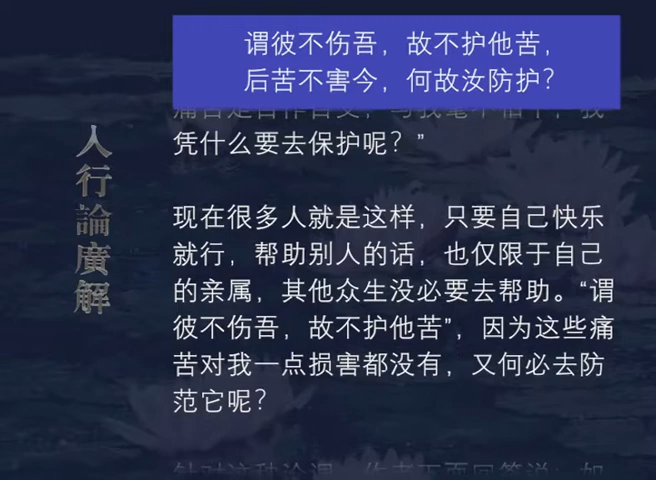 谓彼不伤吾，故不护他苦，
后苦不害今，何故汝防护？
凭什么要去保护呢？”
入行論廣解
现在很多人就是这样，只要自己快乐
就行，帮助别人的话，也仅限于自己
的亲属，其他众生没必要去帮助。“谓
彼不伤吾，故不护他苦”，因为这些痛
苦对我一点损害都没有，又何必去防
范它呢？